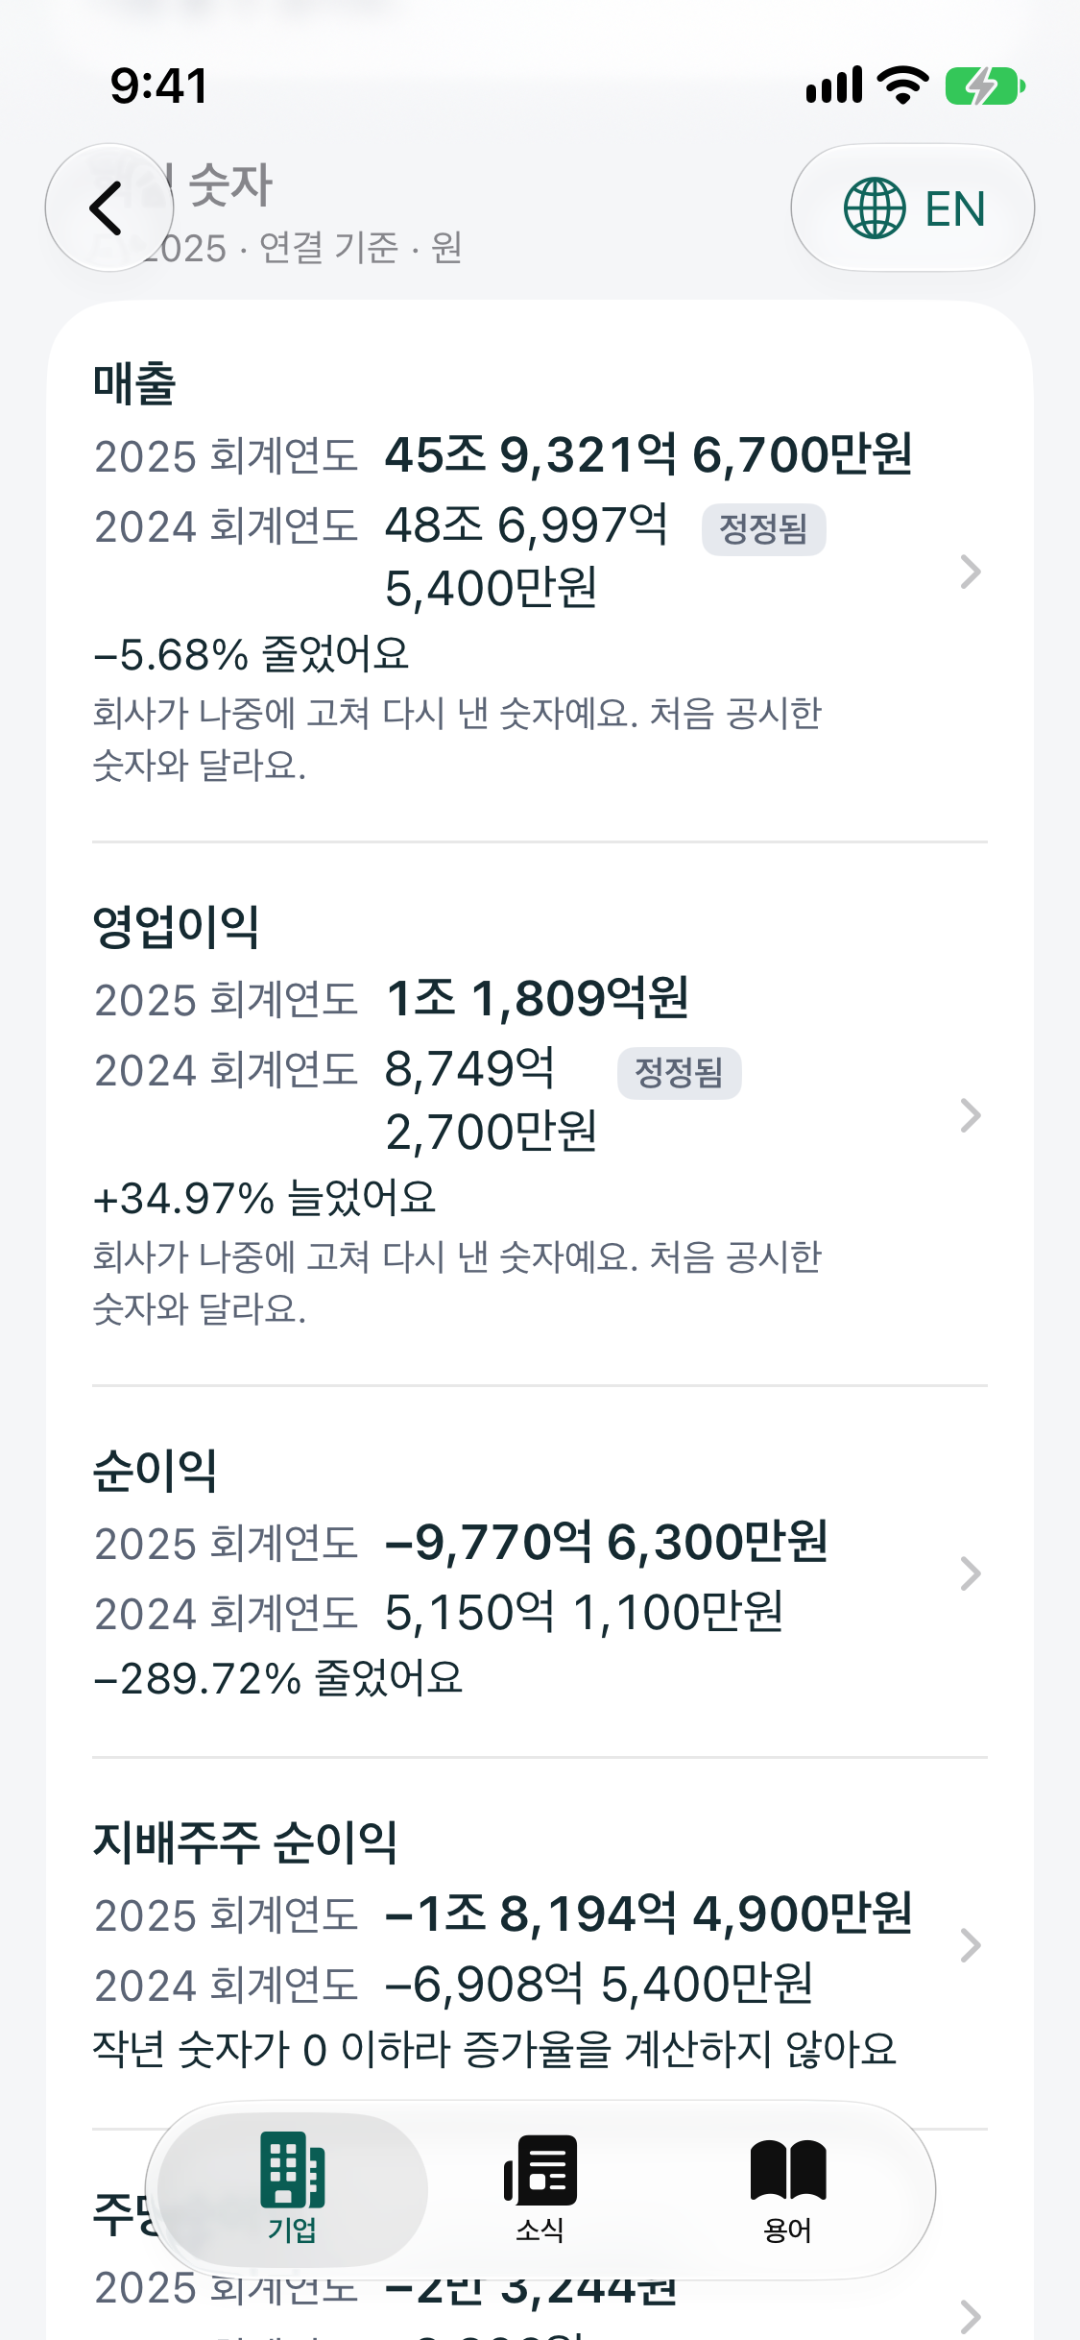 9:41
숫자
2025 · 연결 기준 · 원
EN
매출
2025 회계연도 45조 9,321억 6,700만원
2024 회계연도 48조 6,997억 정정됨
5,400만원
–5.68% 줄었어요
회사가 나중에 고쳐 다시 낸 숫자예요. 처음 공시한
숫자와 달라요.
영업이익
2025 회계연도 1조 1,809억원
2024 회계연도 8,749억 정정됨
2,700만원
+34.97% 늘었어요
회사가 나중에 고쳐 다시 낸 숫자예요. 처음 공시한
숫자와 달라요.
순이익
2025 회계연도 –9,770억 6,300만원
2024 회계연도 5,150억 1,100만원
–289.72% 줄었어요
지배주주 순이익
2025 회계연도 –1조 8,194억 4,900만원
2024 회계연도 –6,908억 5,400만원
작년 숫자가 0 이하라 증가율을 계산하지 않아요
기업
소식
용어
2025 회계연도 –2만 3,244원